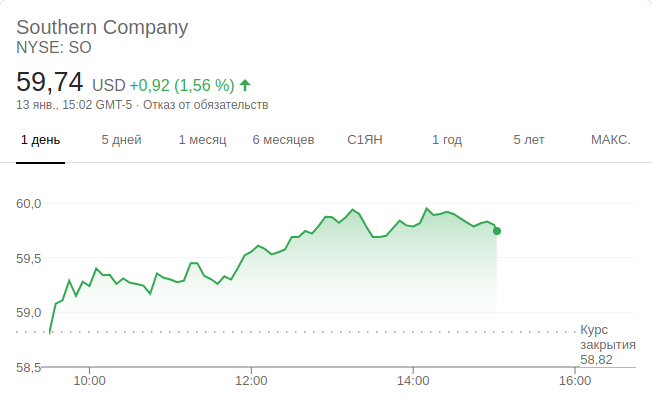 Southern Company
NYSE: SO
59,74 USD +0,92 (1,56 %)
13 янв., 15:02 GMT-5 · Отказ от обязательств
1 день 5 дней 1 месяц 6 месяцев С1ЯН 1 год 5 лет МАКС.
60,0
59,5
59,0
Курс
закрытия
58,82
58,5
10:00 12:00 14:00 16:00